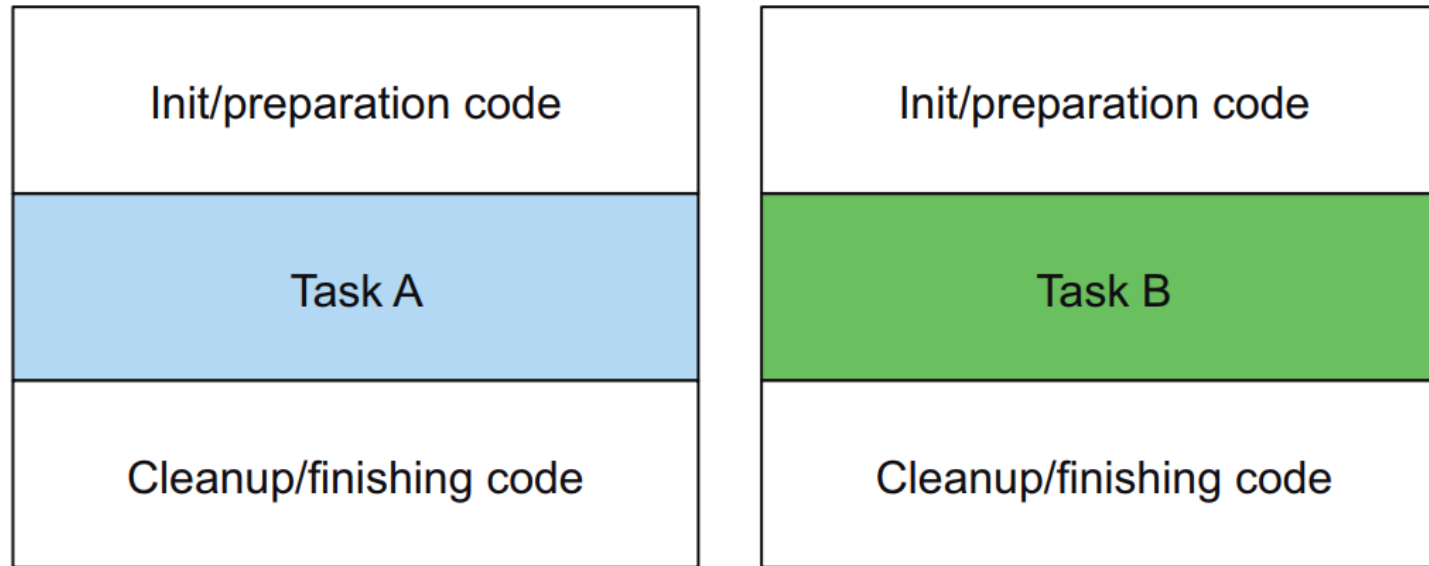 Init/preparation code
Task A
Cleanup/finishing code
Init/preparation code
Task B
Cleanup/finishing code